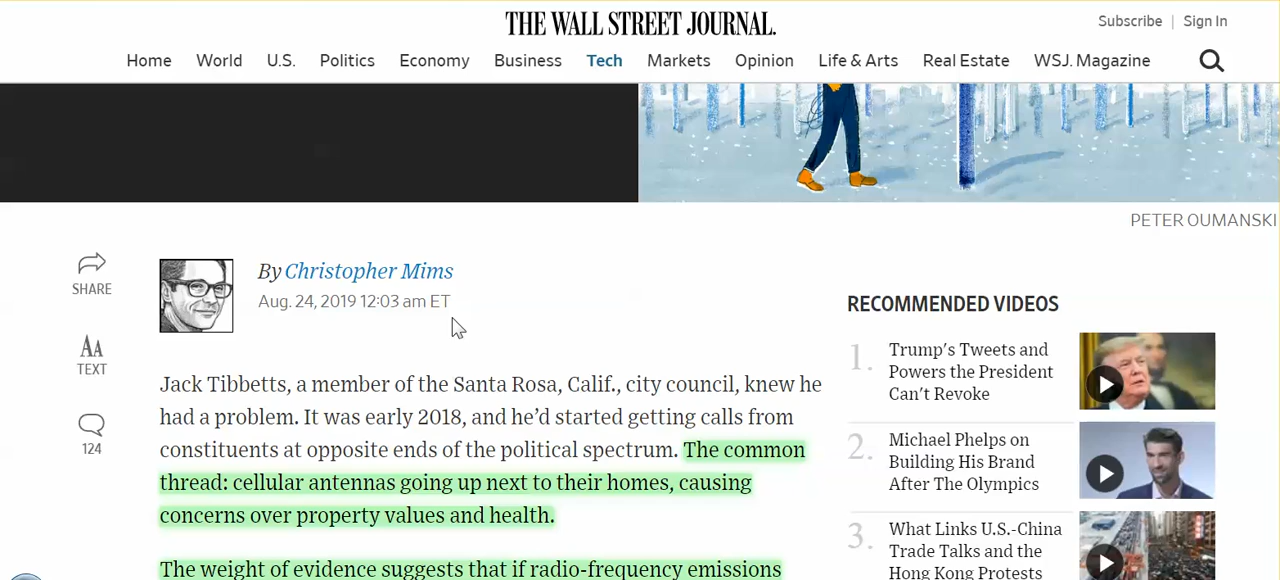 THE WALL STREET JOURNAL.
Subscribe | Sign In
Home World U.S. Politics Economy Business Tech Markets Opinion Life & Arts Real Estate WSJ. Magazine
PETER OUMANSKI
SHARE
TEXT
124
By Christopher Mims
Aug. 24, 2019 12:03 am ET
Jack Tibbetts, a member of the Santa Rosa, Calif., city council, knew he
had a problem. It was early 2018, and he’d started getting calls from
constituents at opposite ends of the political spectrum. The common
thread: cellular antennas going up next to their homes, causing
concerns over property values and health.
The weight of evidence suggests that if radio-frequency emissions
RECOMMENDED VIDEOS
1. Trump’s Tweets and
Powers the President
Can’t Revoke
2. Michael Phelps on
Building His Brand
After The Olympics
3. What Links U.S.-China
Trade Talks and the
Hong Kong Protests